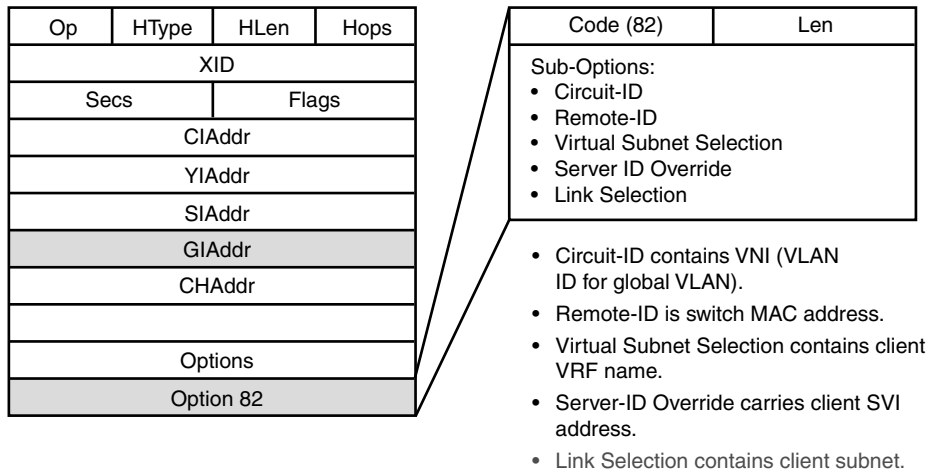 Op HType HLen Hops
XID
Secs Flags
CIAddr
YIAddr
SIAddr
GIAddr
CHAddr
Options
Option 82
Code (82) Len
Sub-Options:
• Circuit-ID
• Remote-ID
• Virtual Subnet Selection
• Server ID Override
• Link Selection
• Circuit-ID contains VNI (VLAN
ID for global VLAN).
• Remote-ID is switch MAC address.
• Virtual Subnet Selection contains client
VRF name.
• Server-ID Override carries client SVI
address.
• Link Selection contains client subnet.